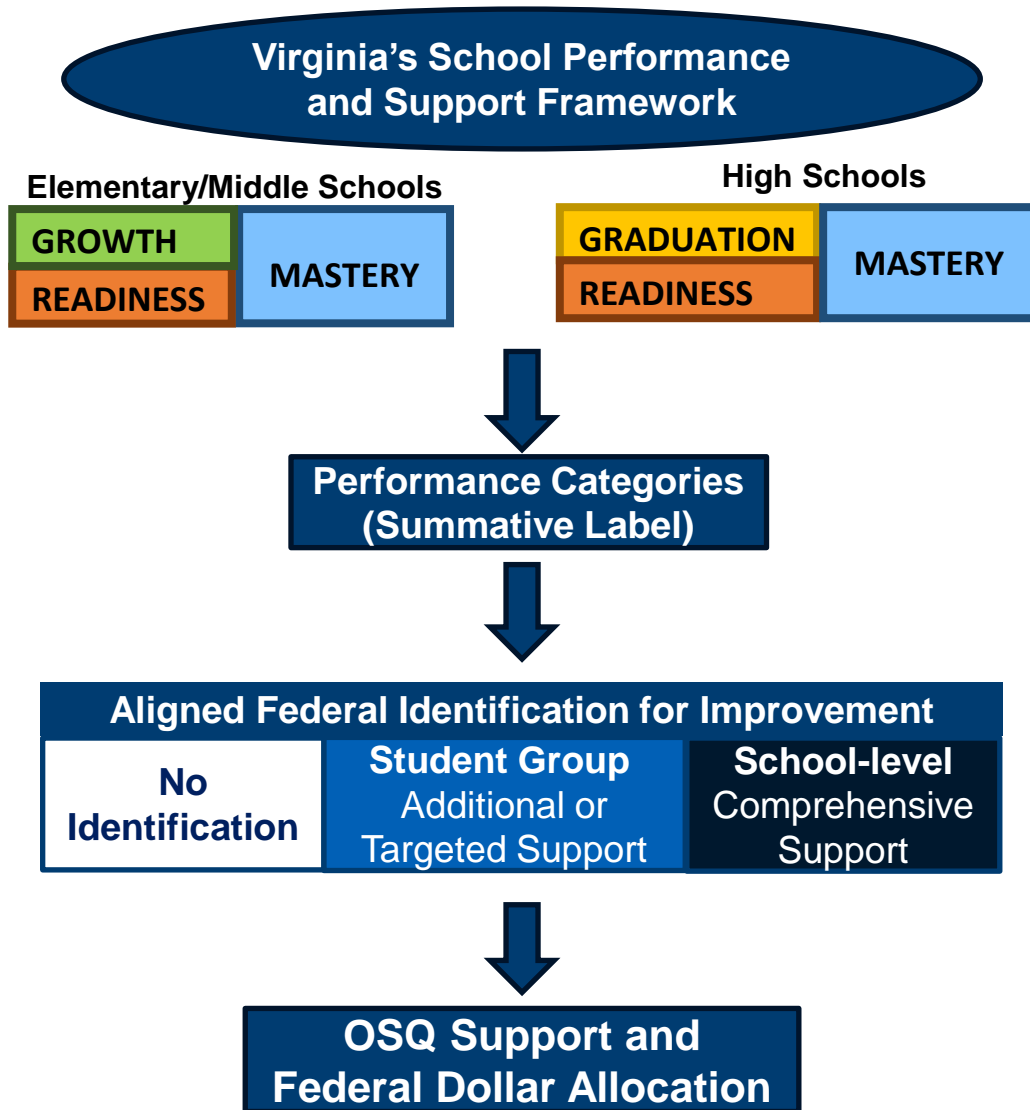 Virginia's School Performance
and Support Framework
Elementary/Middle Schools
GROWTH
READINESS
MASTERY
High Schools
GRADUATION
READINESS
MASTERY
Performance Categories
(Summative Label)
Aligned Federal Identification for Improvement
No
Identification
Student Group
Additional or
Targeted Support
School-level
Comprehensive
Support
OSQ Support and
Federal Dollar Allocation